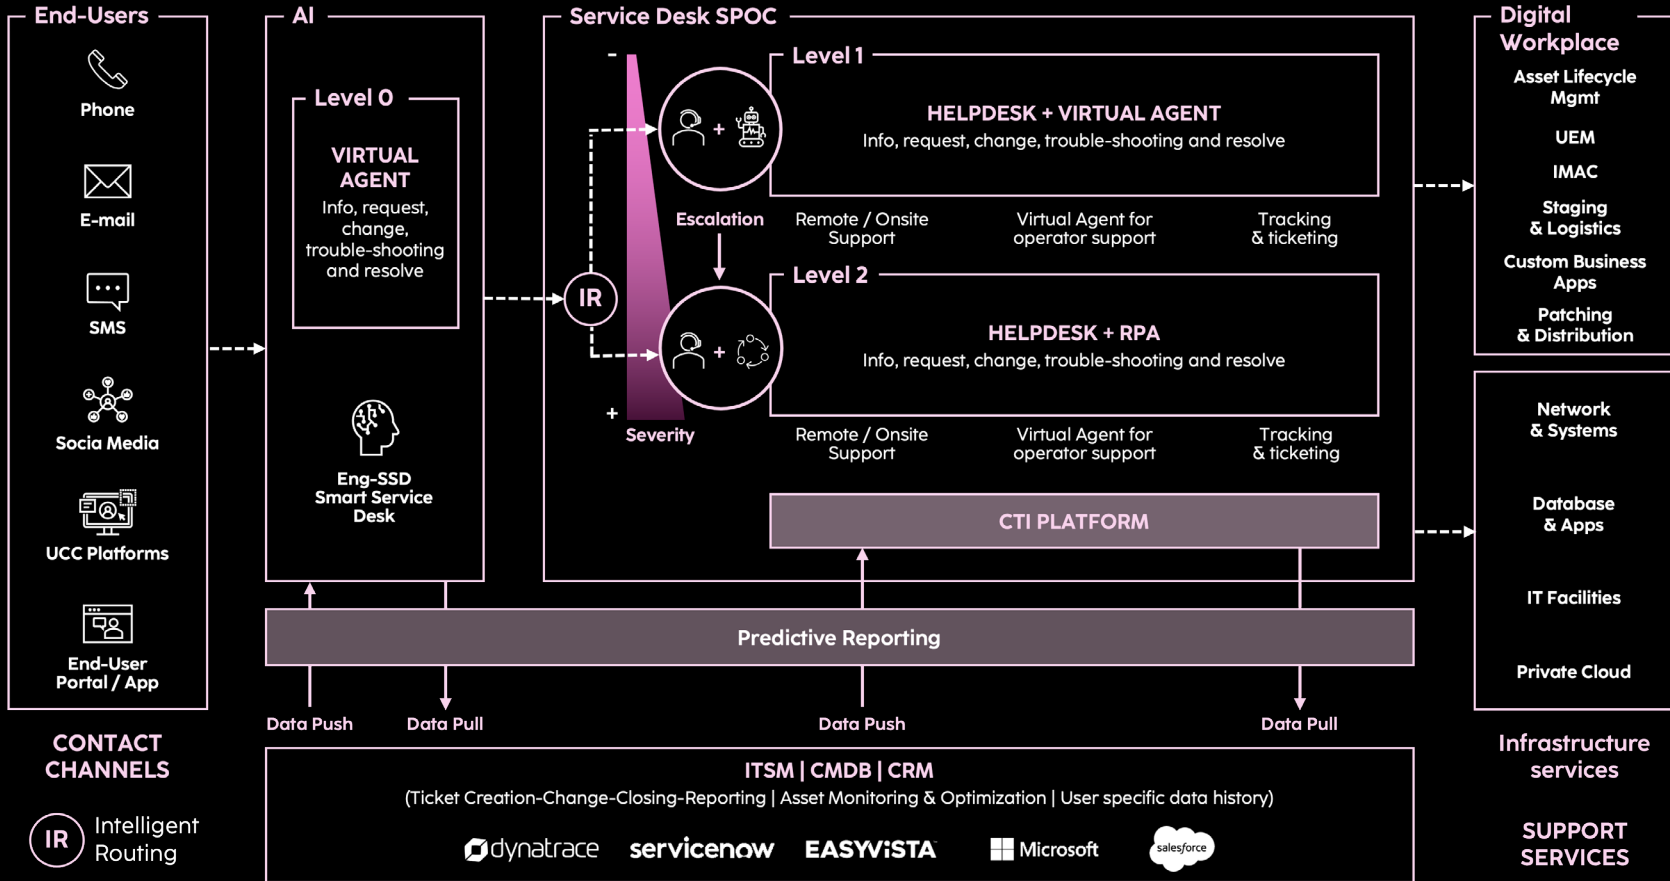 End-Users
Phone
E-mail
SMS
Socia Media
UCC Platforms
End-User
Portal / App
CONTACT
CHANNELS
IR
Intelligent
Routing
AI
Level 0
VIRTUAL
AGENT
Info, request,
change,
trouble-shooting
and resolve
Eng-SSD
Smart Service
Desk
Service Desk SPOC
-
+
Severity
IR
Escalation
+
+
Level 1
HELPDESK + VIRTUAL AGENT
Info, request, change, trouble-shooting and resolve
Remote / Onsite
Support
Virtual Agent for
operator support
Tracking
& ticketing
Level 2
HELPDESK + RPA
Info, request, change, trouble-shooting and resolve
Remote / Onsite
Support
Virtual Agent for
operator support
Tracking
& ticketing
CTI PLATFORM
Predictive Reporting
Data Push
Data Pull
Data Push
Data Pull
ITSM | CMDB | CRM
(Ticket Creation-Change-Closing-Reporting | Asset Monitoring & Optimization | User specific data history)
dynatrace
servicenow
EASYViSTA
Microsoft
salesforce
Digital
Workplace
Asset Lifecycle
Mgmt
UEM
IMAC
Staging
& Logistics
Custom Business
Apps
Patching
& Distribution
Network
& Systems
Database
& Apps
IT Facilities
Private Cloud
Infrastructure
services
SUPPORT
SERVICES